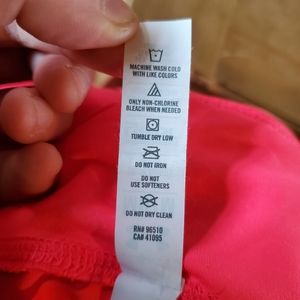 MACHINE WASH COLD
WITH LIKE COLORS
ONLY NON-CHLORINE
BLEACH WHEN NEEDED
TUMBLE DRY LOW
DO NOT IRON
DO NOT
USE SOFTENERS
DO NOT DRY CLEAN
RN# 96510
CA# 41095